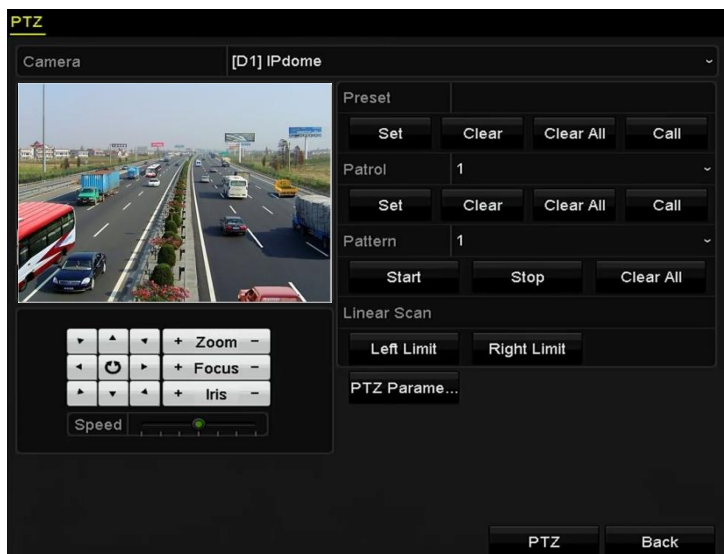 PTZ
Camera [D1] IPdome
Preset
Set Clear Clear All Call
Patrol 1
Set Clear Clear All Call
Pattern 1
Start Stop Clear All
Linear Scan
Left Limit Right Limit
PTZ Parame...
+ Zoom -
+ Focus -
+ Iris -
Speed
PTZ Back